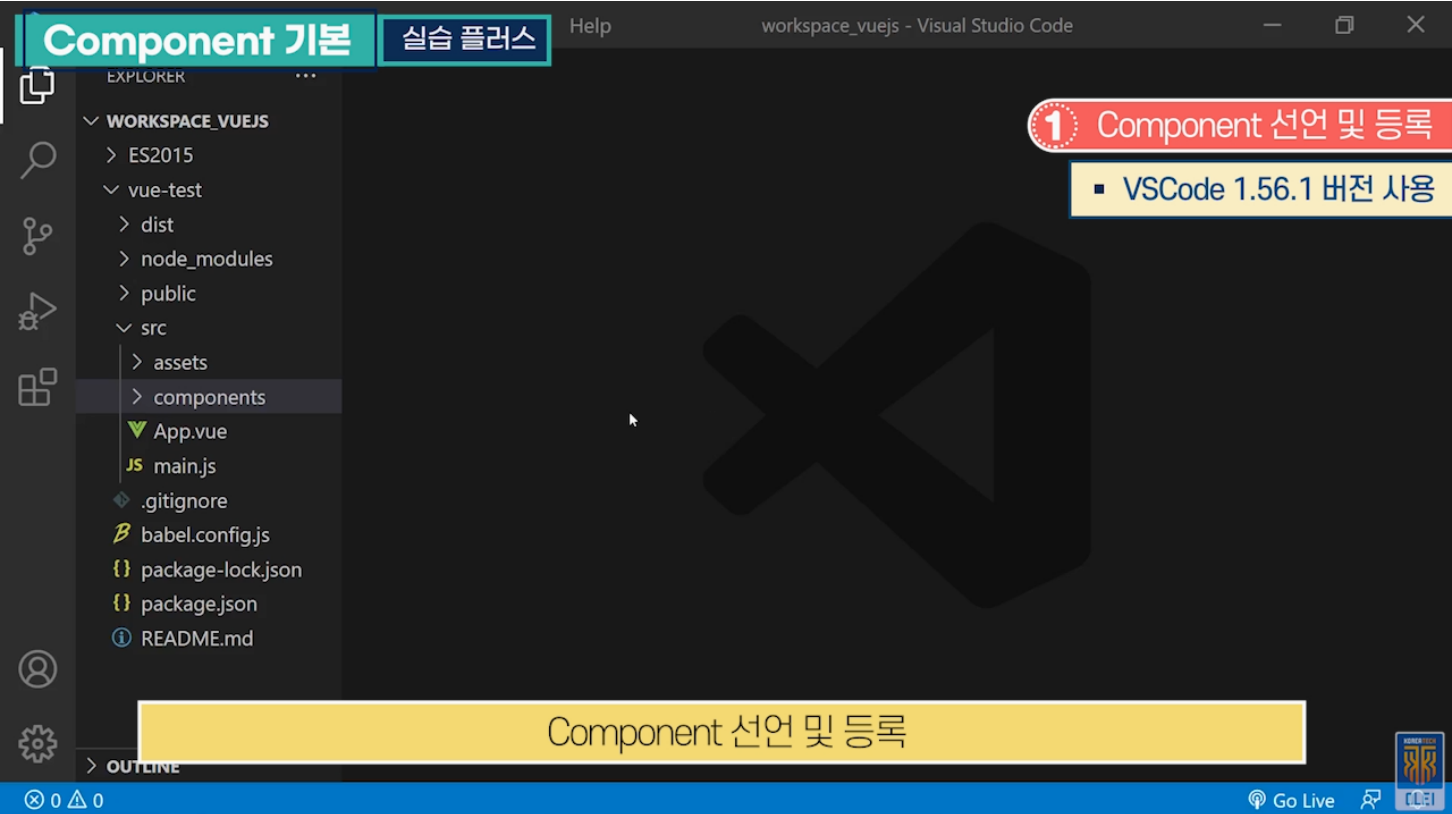 Component 기본
실습 플러스
Help
workspace_vuejs - Visual Studio Code
EXPLORER
1 Component 선언 및 등록
▪ VSCode 1.56.1 버전 사용
WORKSPACE_VUEJS
ES2015
vue-test
dist
node_modules
public
src
assets
components
App.vue
JS main.js
.gitignore
babel.config.js
{} package-lock.json
{} package.json
README.md
Component 선언 및 등록
OUTLINE
0 0
Go Live
KOREATECH